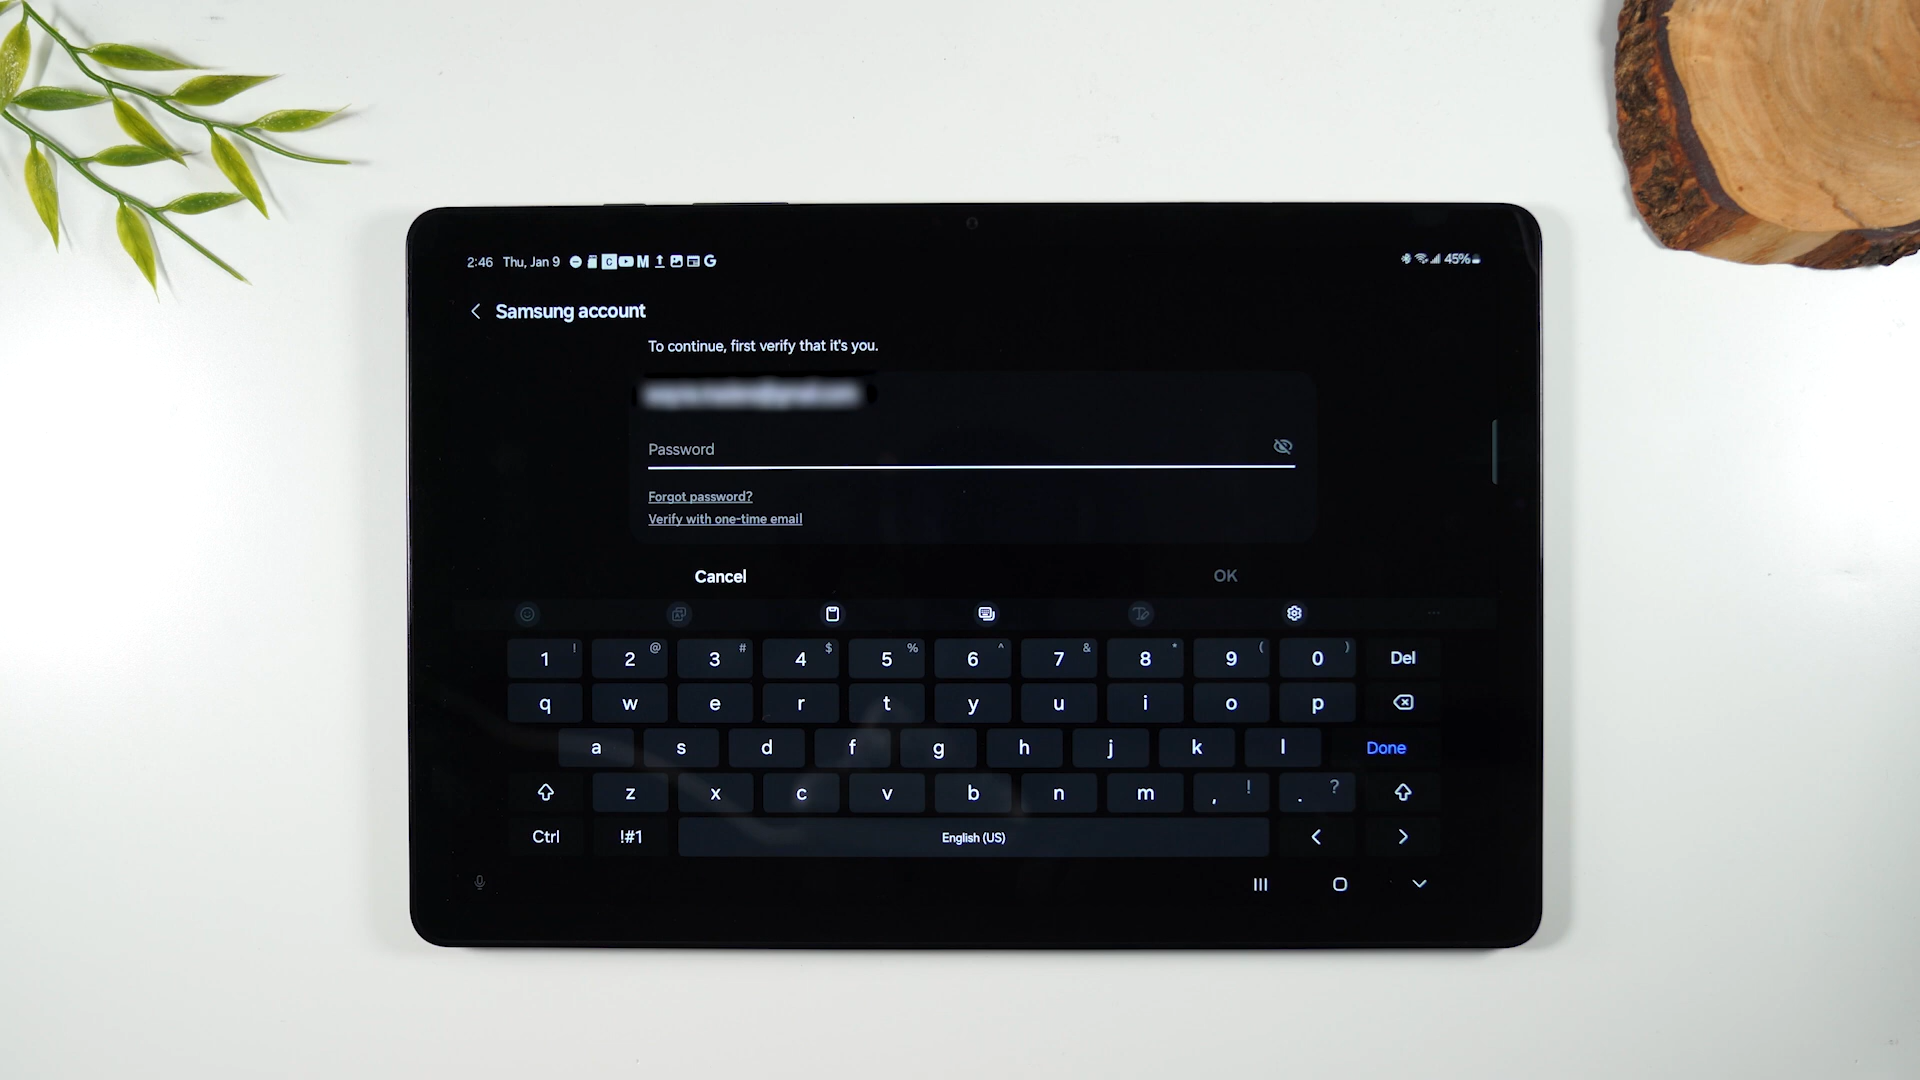 2:46 Thu, Jan 9 C M G 45%
Samsung account
To continue, first verify that it's you.
Password
Forgot password?
Verify with one-time email
Cancel OK
1 ! 2 @ 3 # 4 $ 5 % 6 ^ 7 & 8 * 9 ( 0 ) Del
q w e r t y u i o p
a s d f g h j k l Done
z x c v b n m , ! . ?
Ctrl !#1 English (US) < >